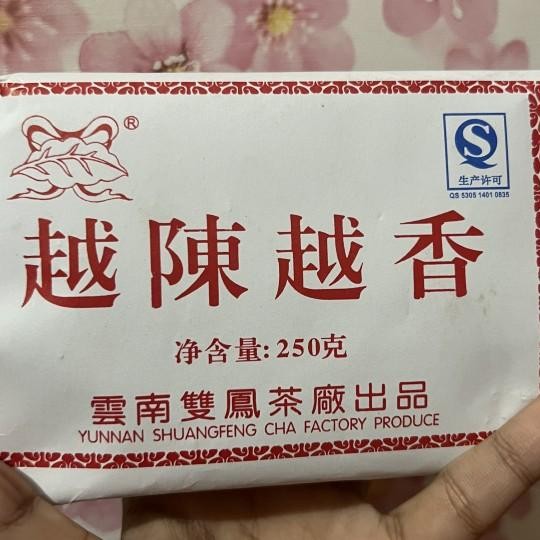 ®
S
生产许可
QS 5305 1401 0835
越陳越香
净含量: 250克
雲南雙鳳茶廠出品
YUNNAN SHUANGFENG CHA FACTORY PRODUCE